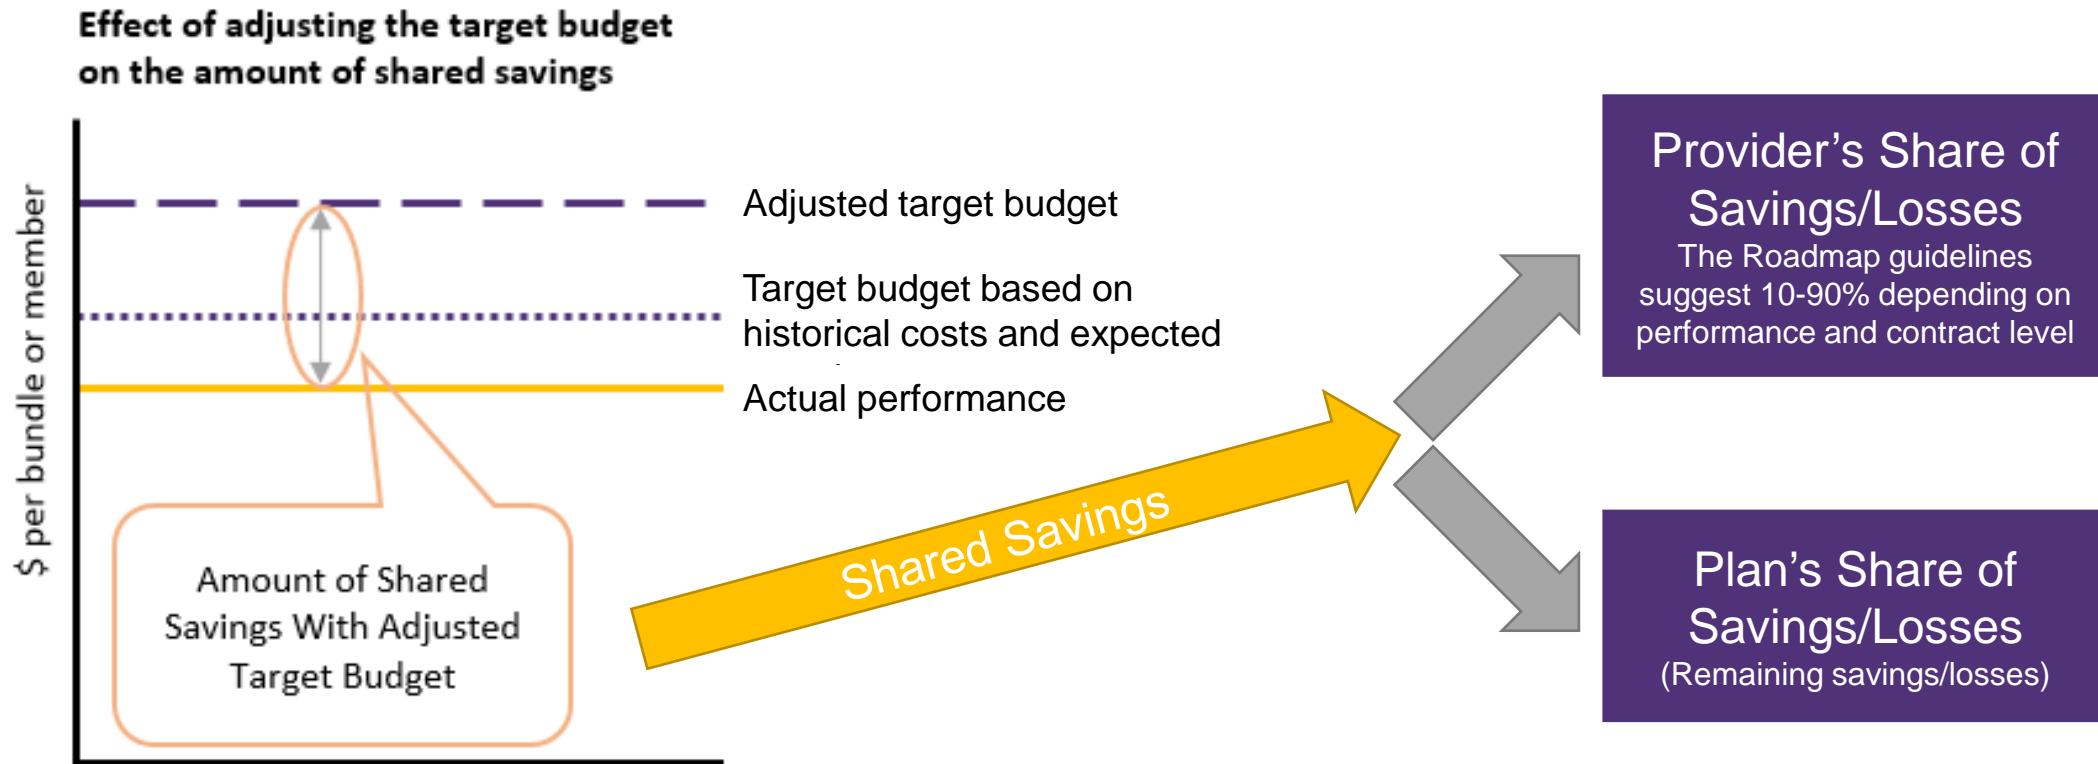 Effect of adjusting the target budget
on the amount of shared savings
$ per bundle or member
Adjusted target budget
Target budget based on
historical costs and expected
Actual performance
Amount of Shared
Savings With Adjusted
Target Budget
Shared Savings
Provider's Share of
Savings/Losses
The Roadmap guidelines
suggest 10-90% depending on
performance and contract level
Plan's Share of
Savings/Losses
(Remaining savings/losses)